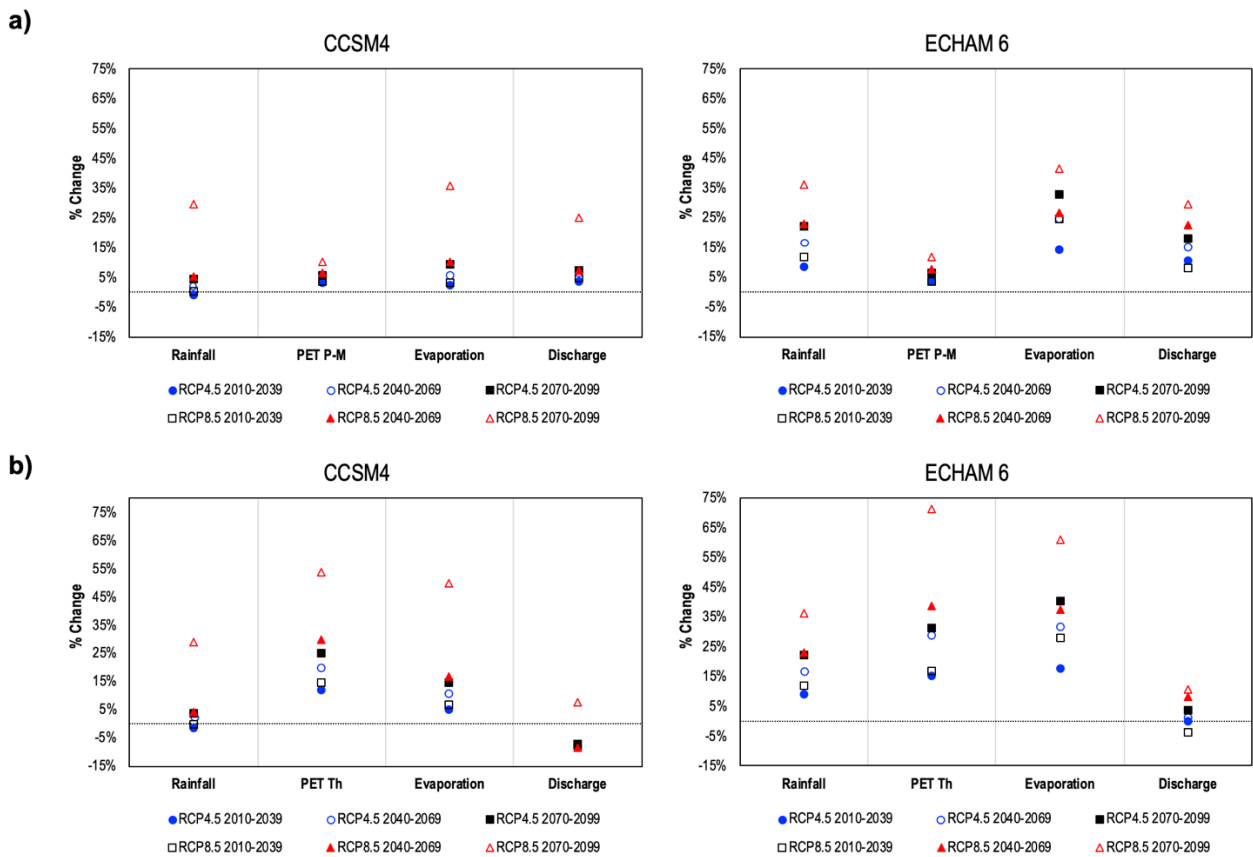 a)
CCSM4
ECHAM 6
75%
65%
55%
45%
35%
25%
15%
5%
-5%
-15%
% Change
Rainfall PET P-M Evaporation Discharge
RCP4.5 2010-2039 RCP4.5 2040-2069 RCP4.5 2070-2099
RCP8.5 2010-2039 RCP8.5 2040-2069 RCP8.5 2070-2099
75%
65%
55%
45%
35%
25%
15%
5%
-5%
-15%
% Change
Rainfall PET P-M Evaporation Discharge
RCP4.5 2010-2039 RCP4.5 2040-2069 RCP4.5 2070-2099
RCP8.5 2010-2039 RCP8.5 2040-2069 RCP8.5 2070-2099
b)
CCSM4
ECHAM 6
75%
65%
55%
45%
35%
25%
15%
5%
-5%
-15%
% Change
Rainfall PET Th Evaporation Discharge
RCP4.5 2010-2039 RCP4.5 2040-2069 RCP4.5 2070-2099
RCP8.5 2010-2039 RCP8.5 2040-2069 RCP8.5 2070-2099
75%
65%
55%
45%
35%
25%
15%
5%
-5%
-15%
% Change
Rainfall PET Th Evaporation Discharge
RCP4.5 2010-2039 RCP4.5 2040-2069 RCP4.5 2070-2099
RCP8.5 2010-2039 RCP8.5 2040-2069 RCP8.5 2070-2099